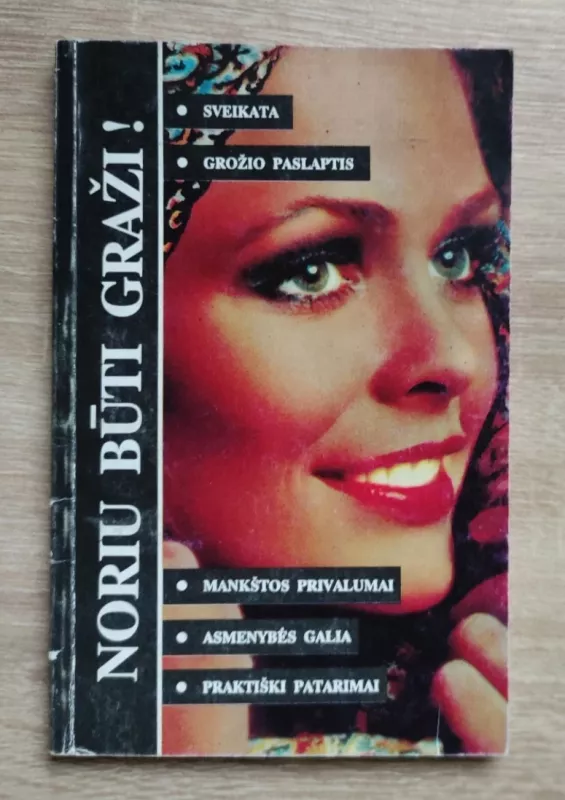 NORIU BŪTI GRAŽI!
• SVEIKATA
• GROŽIO PASLAPTIS
• MANKŠTOS PRIVALUMAI
• ASMENYBĖS GALIA
• PRAKTIŠKI PATARIMAI